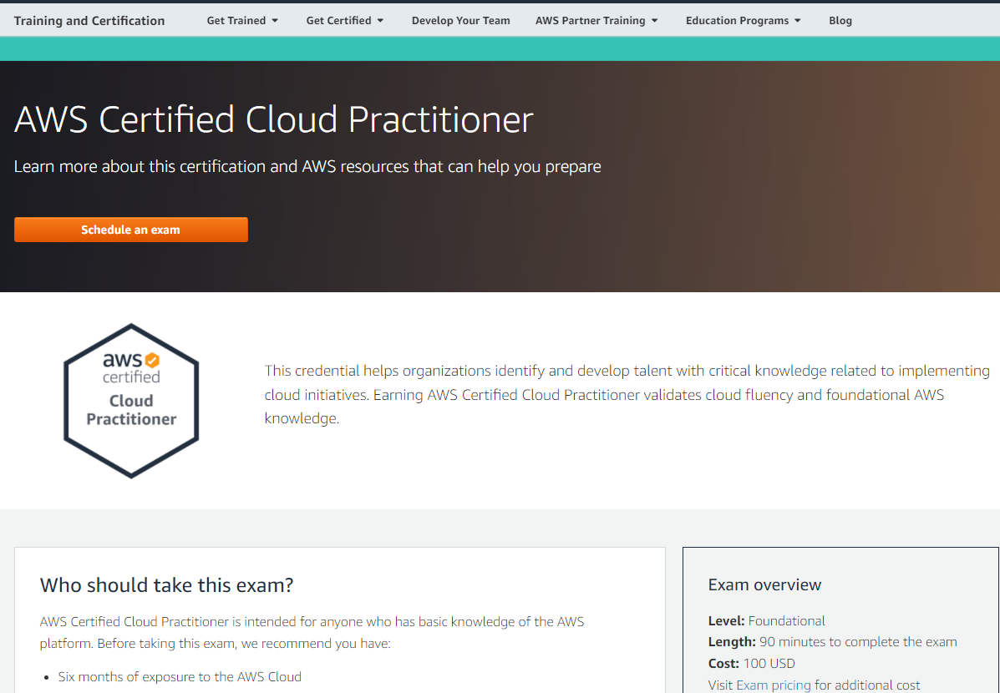 Training and Certification
Get Trained
Get Certified
Develop Your Team
AWS Partner Training
Education Programs
Blog
AWS Certified Cloud Practitioner
Learn more about this certification and AWS resources that can help you prepare
Schedule an exam
aws
certified
Cloud
Practitioner
This credential helps organizations identify and develop talent with critical knowledge related to implementing
cloud initiatives. Earning AWS Certified Cloud Practitioner validates cloud fluency and foundational AWS
knowledge.
Who should take this exam?
AWS Certified Cloud Practitioner is intended for anyone who has basic knowledge of the AWS
platform. Before taking this exam, we recommend you have:
• Six months of exposure to the AWS Cloud
Exam overview
Level: Foundational
Length: 90 minutes to complete the exam
Cost: 100 USD
Visit Exam pricing for additional cost